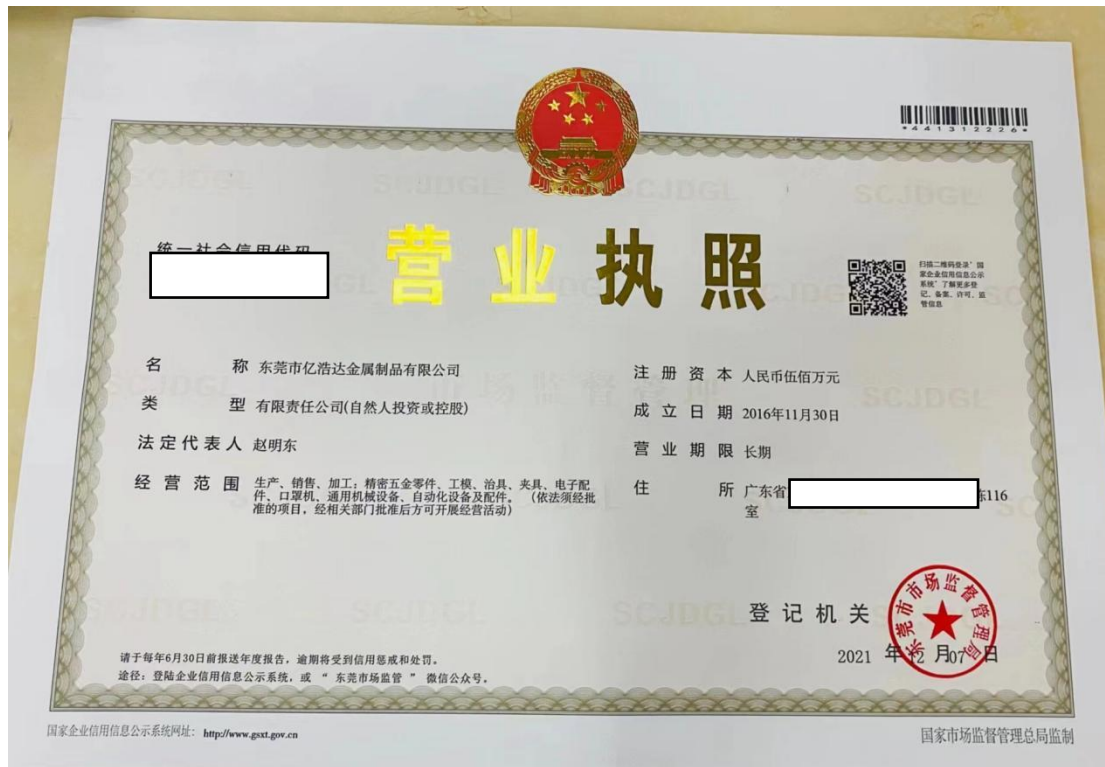 *441312226*
统一社会信用代码
营业执照
扫描二维码登录“国
家企业信用信息公示
系统”了解更多登
记、备案、许可、监
管信息
名称 东莞市亿浩达金属制品有限公司
类型 有限责任公司(自然人投资或控股)
法定代表人 赵明东
经营范围 生产、销售、加工：精密五金零件、工模、治具、夹具、电子配
件、口罩机、通用机械设备、自动化设备及配件。（依法须经批
准的项目，经相关部门批准后方可开展经营活动）
注册资本 人民币伍佰万元
成立日期 2016年11月30日
营业期限 长期
住所 广东省 栋116
室
登记机关
东莞市市场监督管理局
2021 年 12 月 07 日
请于每年6月30日前报送年度报告，逾期将受到信用惩戒和处罚。
途径：登陆企业信用信息公示系统，或“东莞市场监管”微信公众号。
国家企业信用信息公示系统网址：http://www.gsxt.gov.cn
国家市场监督管理总局监制
SCJDGL
市场监督管理